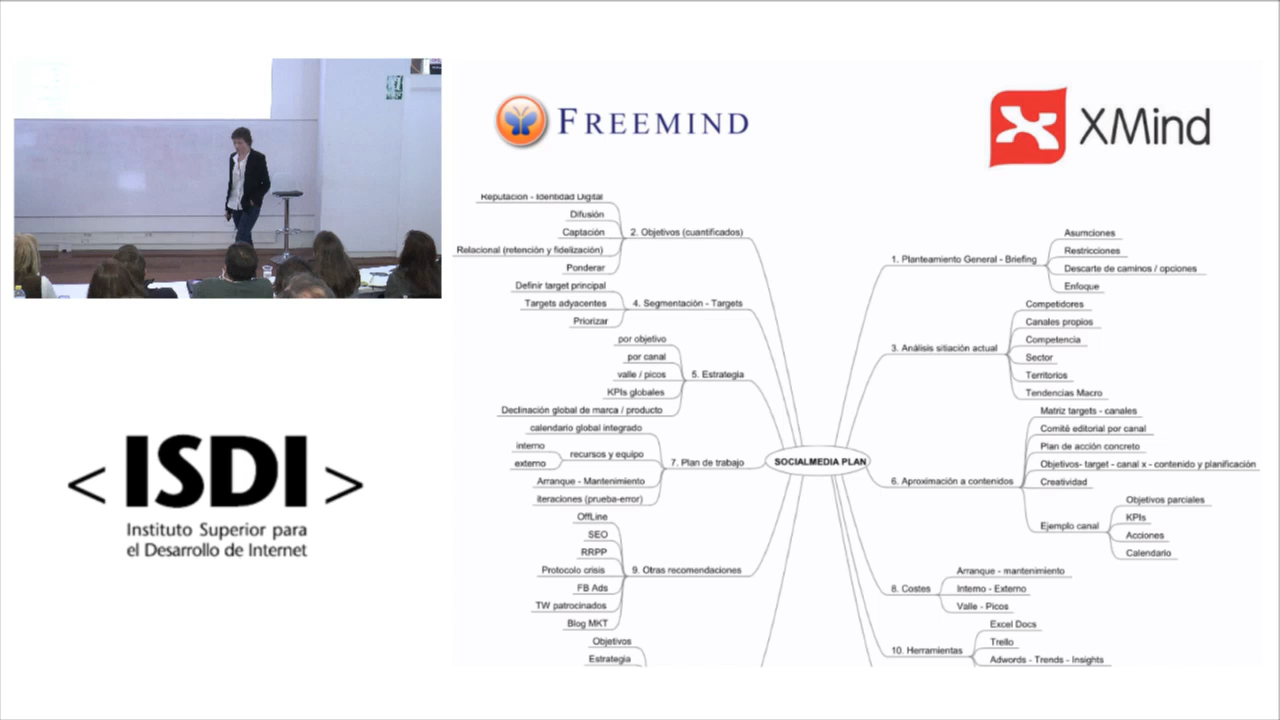 FREEMIND
XMind
Reputación - Identidad Digital
Difusión
Captación
Relacional (retención y fidelización)
Ponderar
2. Objetivos (cuantificados)
Definir target principal
Targets adyacentes
Priorizar
4. Segmentación - Targets
por objetivo
por canal
valle / picos
KPIs globales
Declinación global de marca / producto
5. Estrategia
calendario global integrado
interno
externo
recursos y equipo
Arranque - Mantenimiento
iteraciones (prueba-error)
7. Plan de trabajo
OffLine
SEO
RRPP
Protocolo crisis
FB Ads
TW patrocinados
Blog MKT
9. Otras recomendaciones
Objetivos
Estrategia
SOCIALMEDIA PLAN
1. Planteamiento General - Briefing
Asumciones
Restricciones
Descarte de caminos / opciones
Enfoque
3. Análisis sitiación actual
Competidores
Canales propios
Competencia
Sector
Territorios
Tendencias Macro
6. Aproximación a contenidos
Matriz targets - canales
Comité editorial por canal
Plan de acción concreto
Objetivos- target - canal x - contenido y planificación
Creatividad
Ejemplo canal
Objetivos parciales
KPIs
Acciones
Calendario
8. Costes
Arranque - mantenimiento
Interno - Externo
Valle - Picos
10. Herramientas
Excel Docs
Trello
Adwords - Trends - Insights
<ISDI>
Instituto Superior para
el Desarrollo de Internet